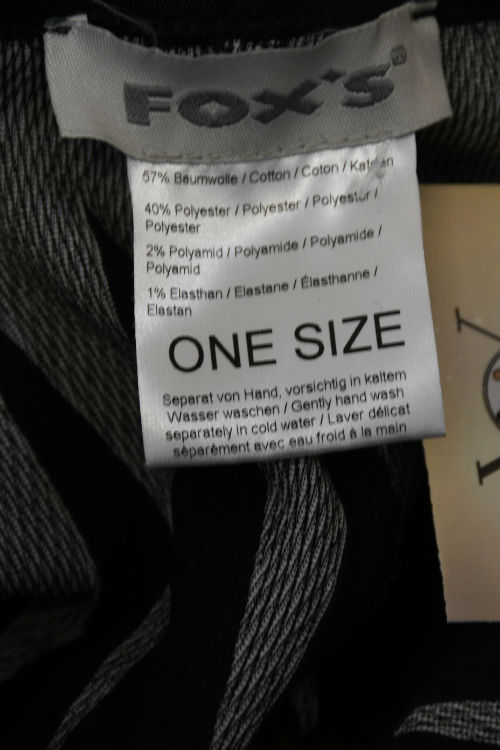 FOX'S®
57% Baumwolle / Cotton / Coton / Katoen
40% Polyester / Polyester / Polyester /
Polyester
2% Polyamid / Polyamide / Polyamide /
Polyamid
1% Elasthan / Elastane / Élasthanne /
Elastan
ONE SIZE
Separat von Hand, vorsichtig in kaltem
Wasser waschen / Gently hand wash
separately in cold water / Laver délicat
séparément avec eau froid à la main